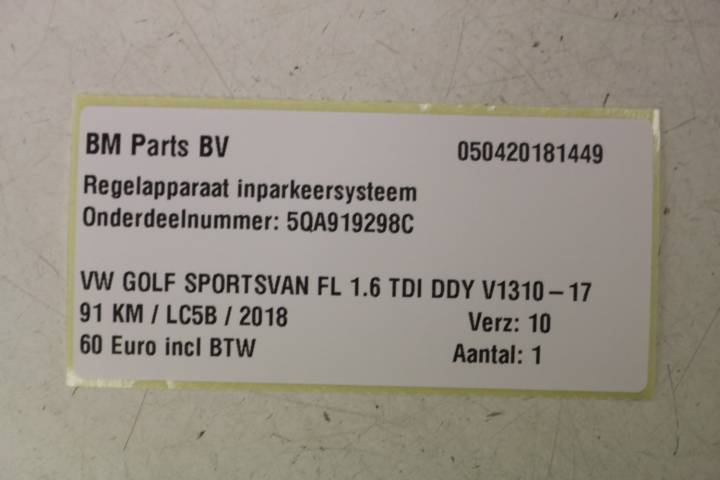 BM Parts BV 050420181449
Regelapparaat inparkeersysteem
Onderdeelnummer: 5QA919298C
VW GOLF SPORTSVAN FL 1.6 TDI DDY V1310-17
91 KM / LC5B / 2018 Verz: 10
60 Euro incl BTW Aantal: 1